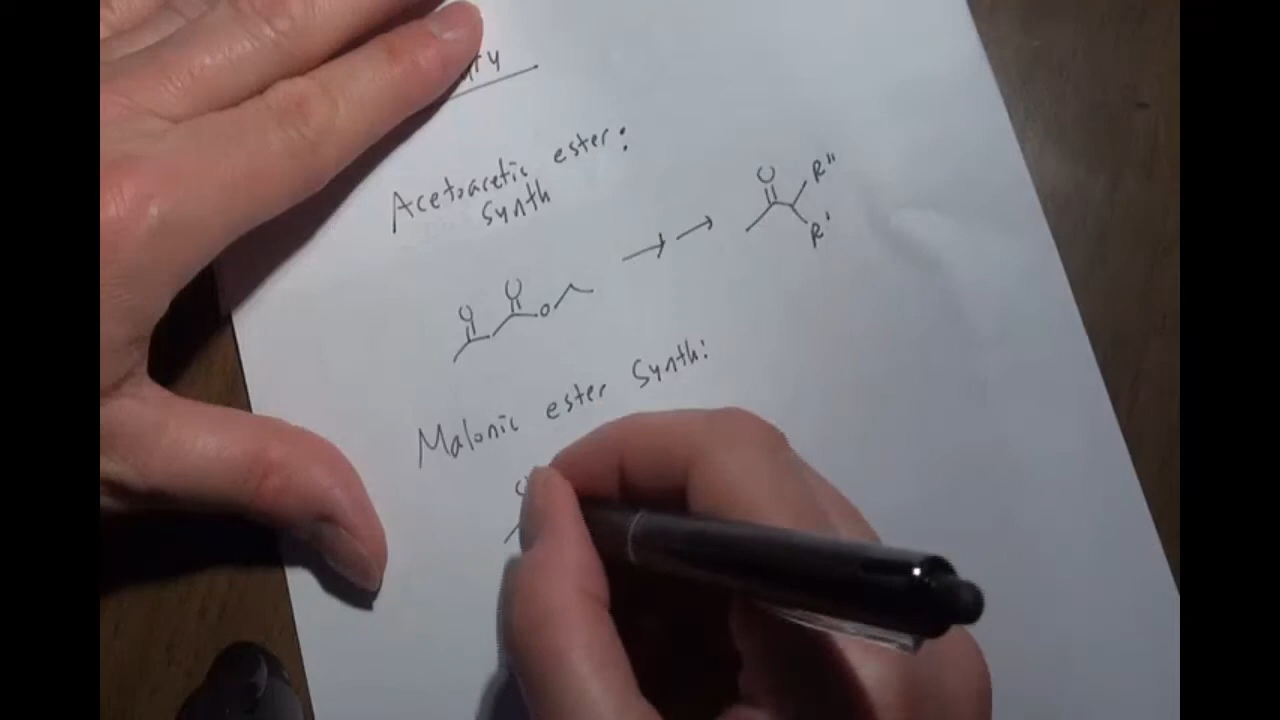 Acetoacetic ester:
synth
O
R"
R'
O
O
O
Malonic ester Synth: